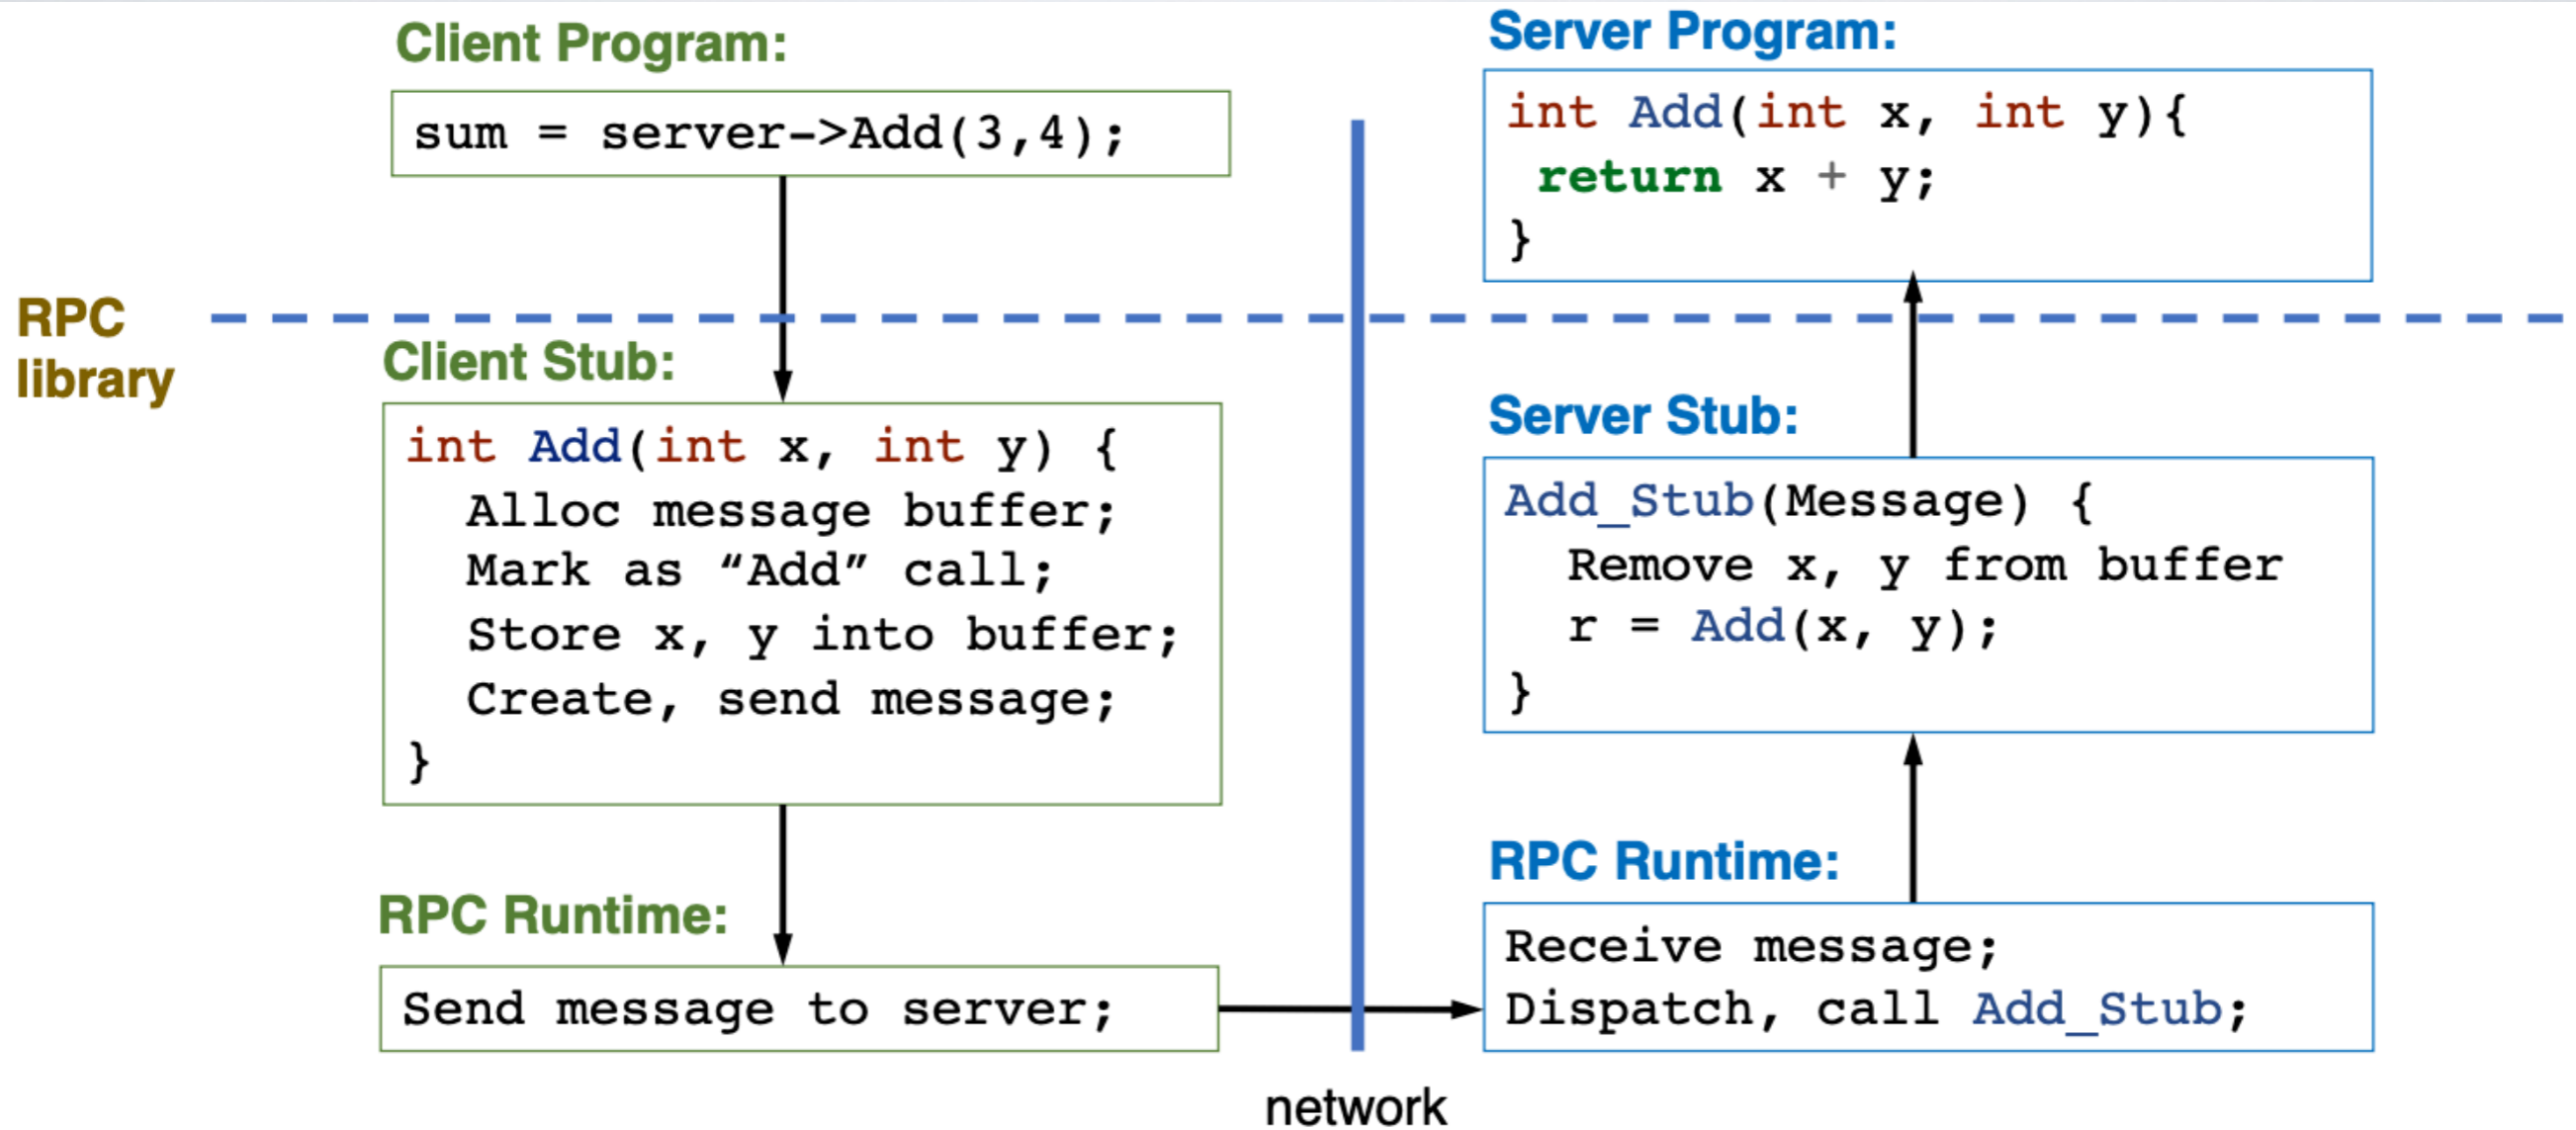 Client Program:
sum = server->Add(3,4);
RPC
library
Client Stub:
int Add(int x, int y) {
Alloc message buffer;
Mark as “Add” call;
Store x, y into buffer;
Create, send message;
}
RPC Runtime:
Send message to server;
network
Server Program:
int Add(int x, int y){
return x + y;
}
Server Stub:
Add_Stub(Message) {
Remove x, y from buffer
r = Add(x, y);
}
RPC Runtime:
Receive message;
Dispatch, call Add_Stub;